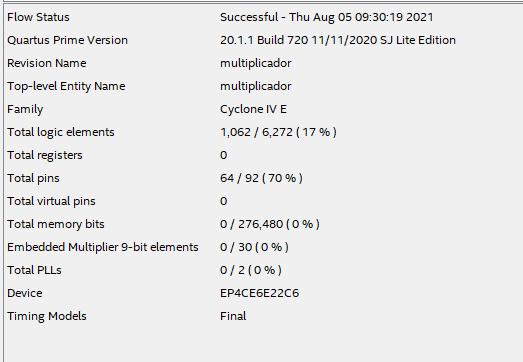 Flow Status Successful - Thu Aug 05 09:30:19 2021
Quartus Prime Version 20.1.1 Build 720 11/11/2020 SJ Lite Edition
Revision Name multiplicador
Top-level Entity Name multiplicador
Family Cyclone IV E
Total logic elements 1,062 / 6,272 ( 17 % )
Total registers 0
Total pins 64 / 92 ( 70 % )
Total virtual pins 0
Total memory bits 0 / 276,480 ( 0 % )
Embedded Multiplier 9-bit elements 0 / 30 ( 0 % )
Total PLLs 0 / 2 ( 0 % )
Device EP4CE6E22C6
Timing Models Final